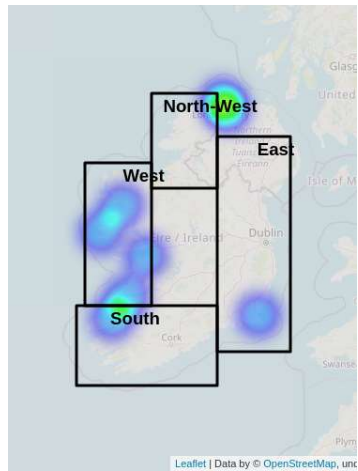 Glasg
United
North-West
East
Isle of M
West
Éire / Ireland
Dublin
South
Cork
Swanse
Plym
Leaflet | Data by © OpenStreetMap, und